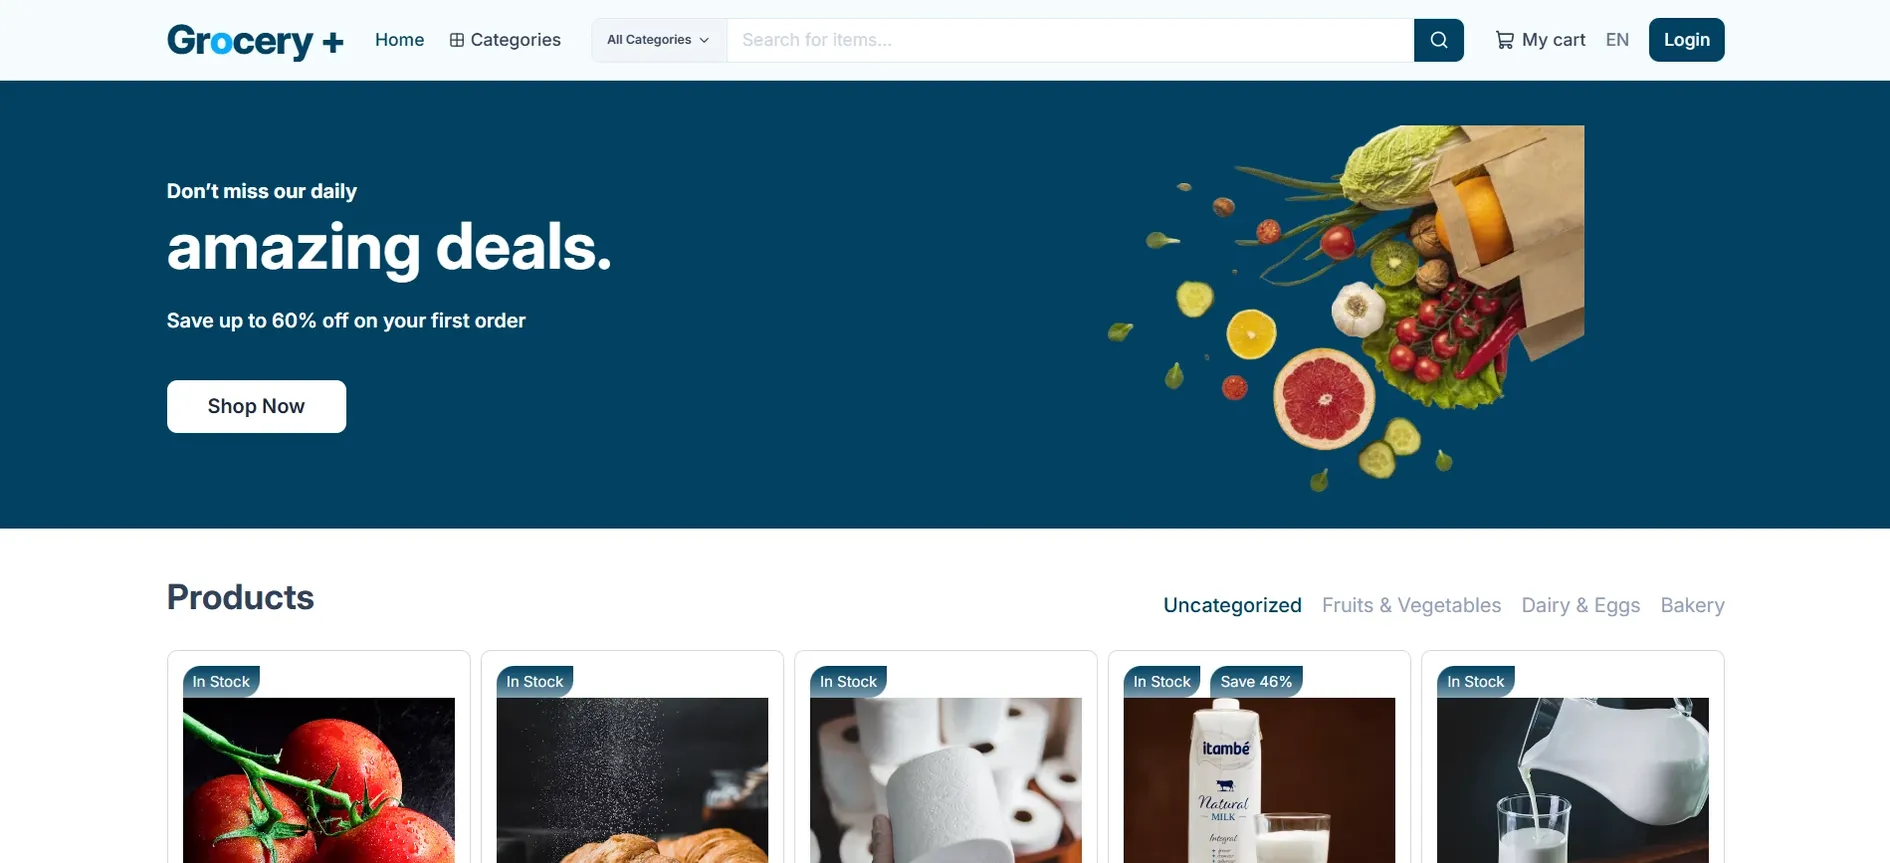 Grocery +
Home
Categories
All Categories
Search for items...
My cart
EN
Login
Don't miss our daily
amazing deals.
Save up to 60% off on your first order
Shop Now
Products
Uncategorized
Fruits & Vegetables
Dairy & Eggs
Bakery
In Stock
In Stock
In Stock
In Stock
Save 46%
In Stock
itambé
Natural
MILK
Integral